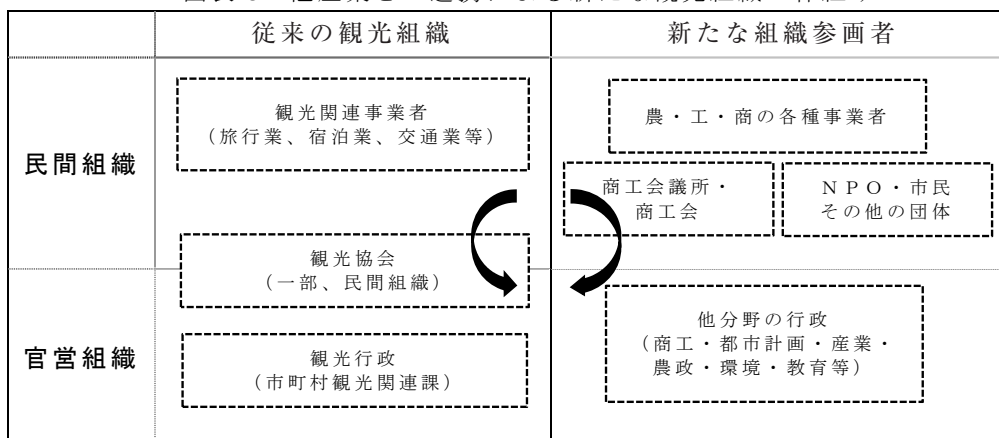 従来の観光組織
新たな組織参画者
民間組織
観光関連事業者
（旅行業、宿泊業、交通業等）
農・工・商の各種事業者
商工会議所・
商工会
ＮＰＯ・市民
その他の団体
観光協会
（一部、民間組織）
官営組織
観光行政
（市町村観光関連課）
他分野の行政
（商工・都市計画・産業・
農政・環境・教育等）